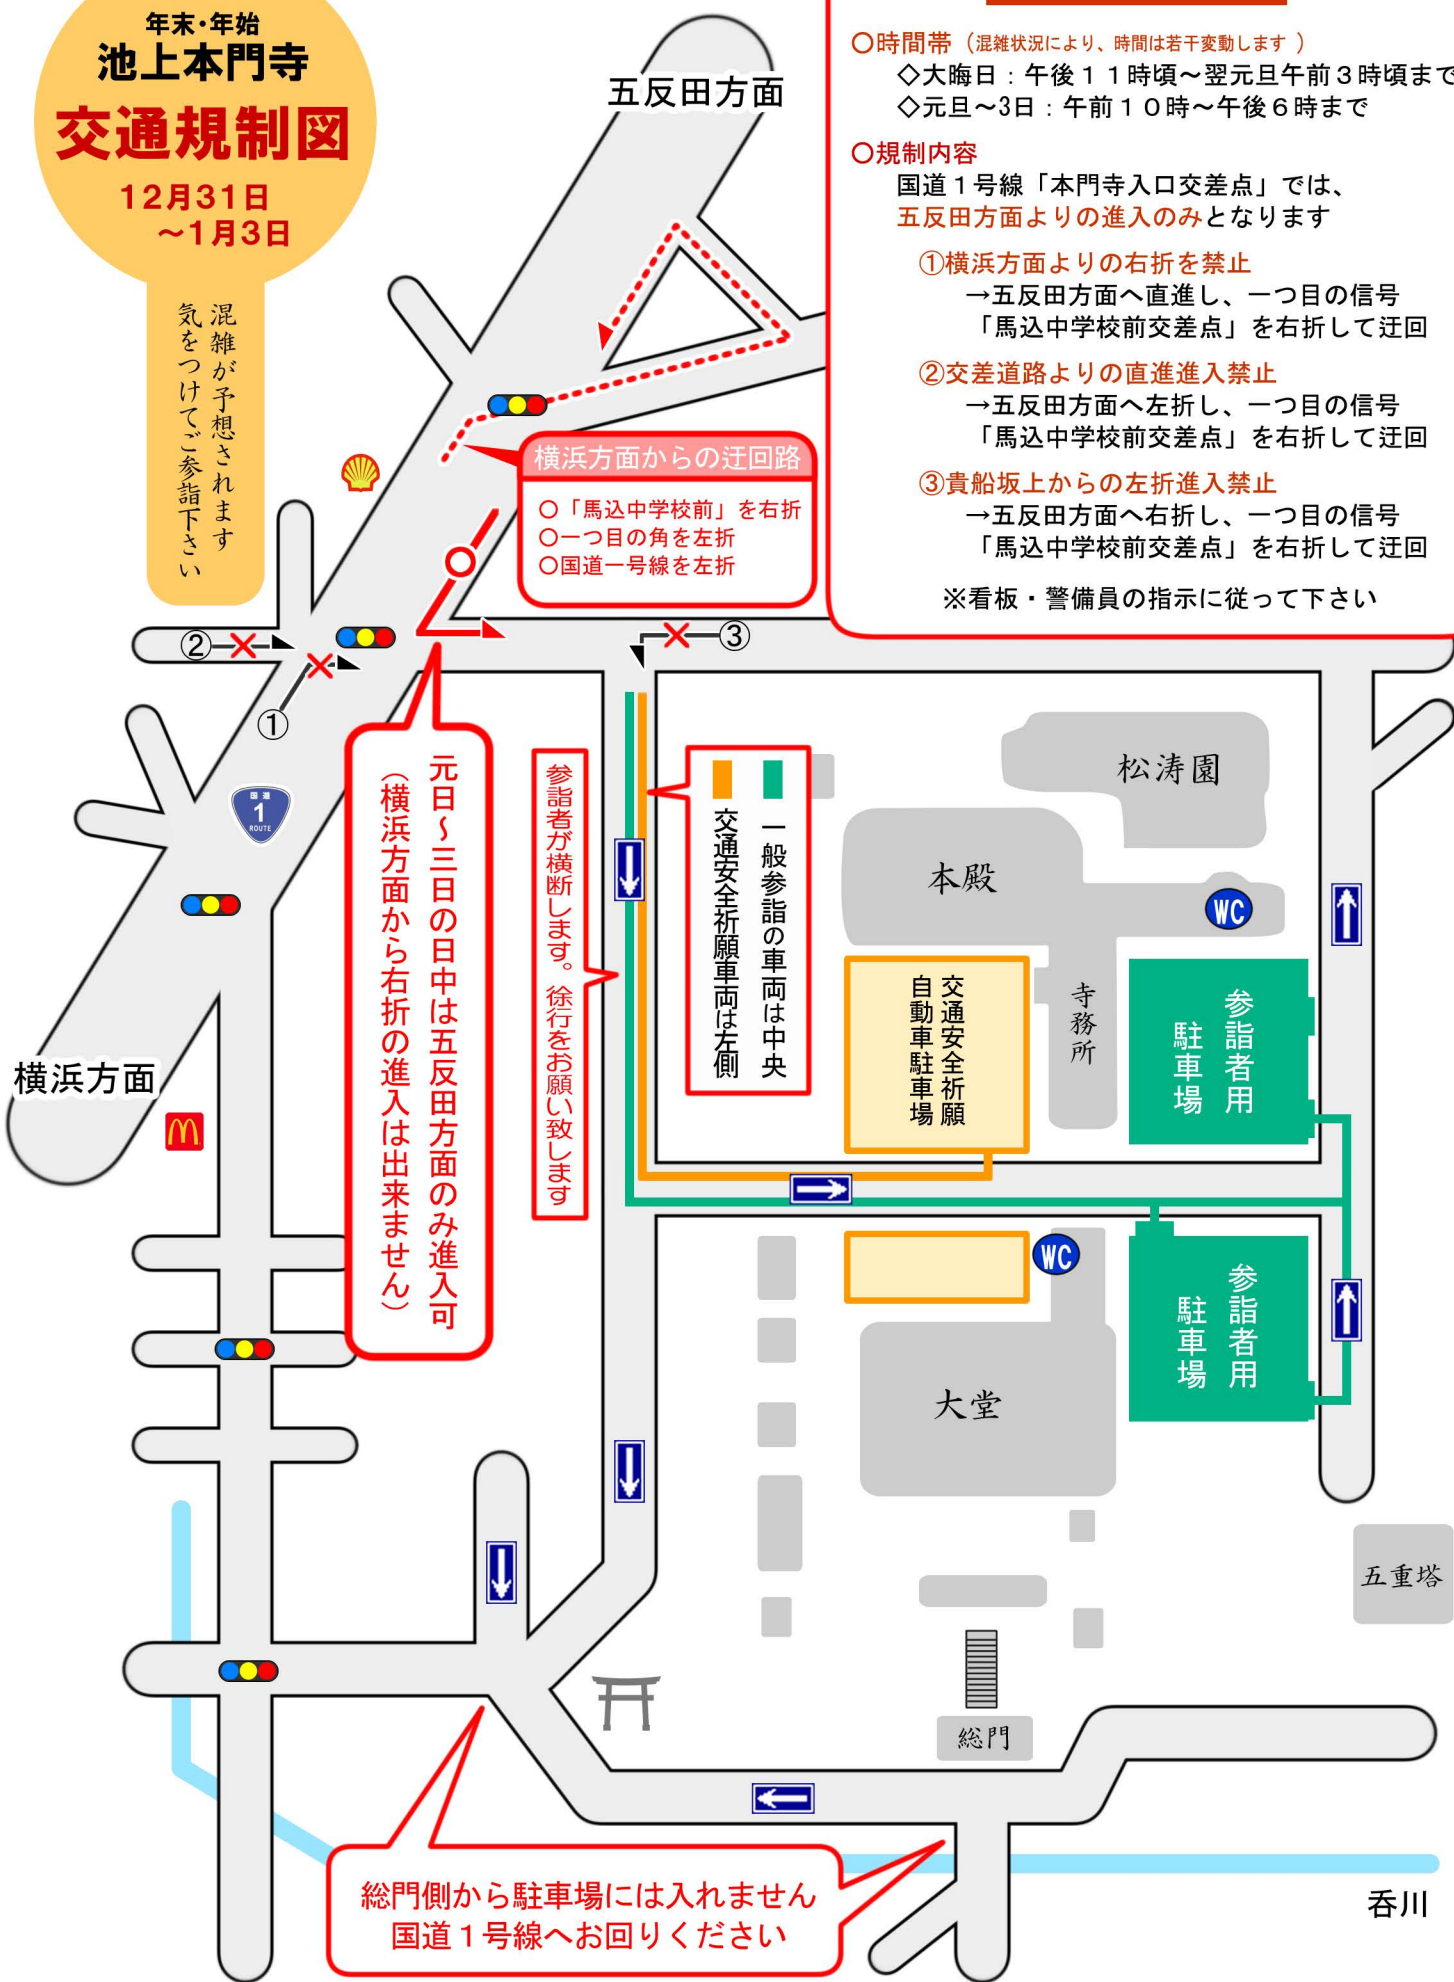 年末・年始
池上本門寺
交通規制図
12月31日
～1月3日
混雑が予想されます
気をつけてご参詣下さい
○時間帯（混雑状況により、時間は若干変動します ）
◇大晦日：午後１１時頃～翌元旦午前３時頃まで
◇元旦～3日：午前１０時～午後６時まで
○規制内容
国道１号線「本門寺入口交差点」では、
五反田方面よりの進入のみとなります
①横浜方面よりの右折を禁止
→五反田方面へ直進し、一つ目の信号
「馬込中学校前交差点」を右折して迂回
②交差道路よりの直進進入禁止
→五反田方面へ左折し、一つ目の信号
「馬込中学校前交差点」を右折して迂回
③貴船坂上からの左折進入禁止
→五反田方面へ右折し、一つ目の信号
「馬込中学校前交差点」を右折して迂回
※看板・警備員の指示に従って下さい
五反田方面
横浜方面からの迂回路
○「馬込中学校前」を右折
○一つ目の角を左折
○国道一号線を左折
②
①
③
国道
1
ROUTE
元日～三日の日中は五反田方面のみ進入可
（横浜方面から右折の進入は出来ません）
参詣者が横断します。徐行をお願い致します
一般参詣の車両は中央
交通安全祈願車両は左側
松涛園
本殿
WC
交通安全祈願
自動車駐車場
寺務所
参詣者用
駐車場
横浜方面
WC
参詣者用
駐車場
大堂
五重塔
総門
総門側から駐車場には入れません
国道１号線へお回りください
呑川